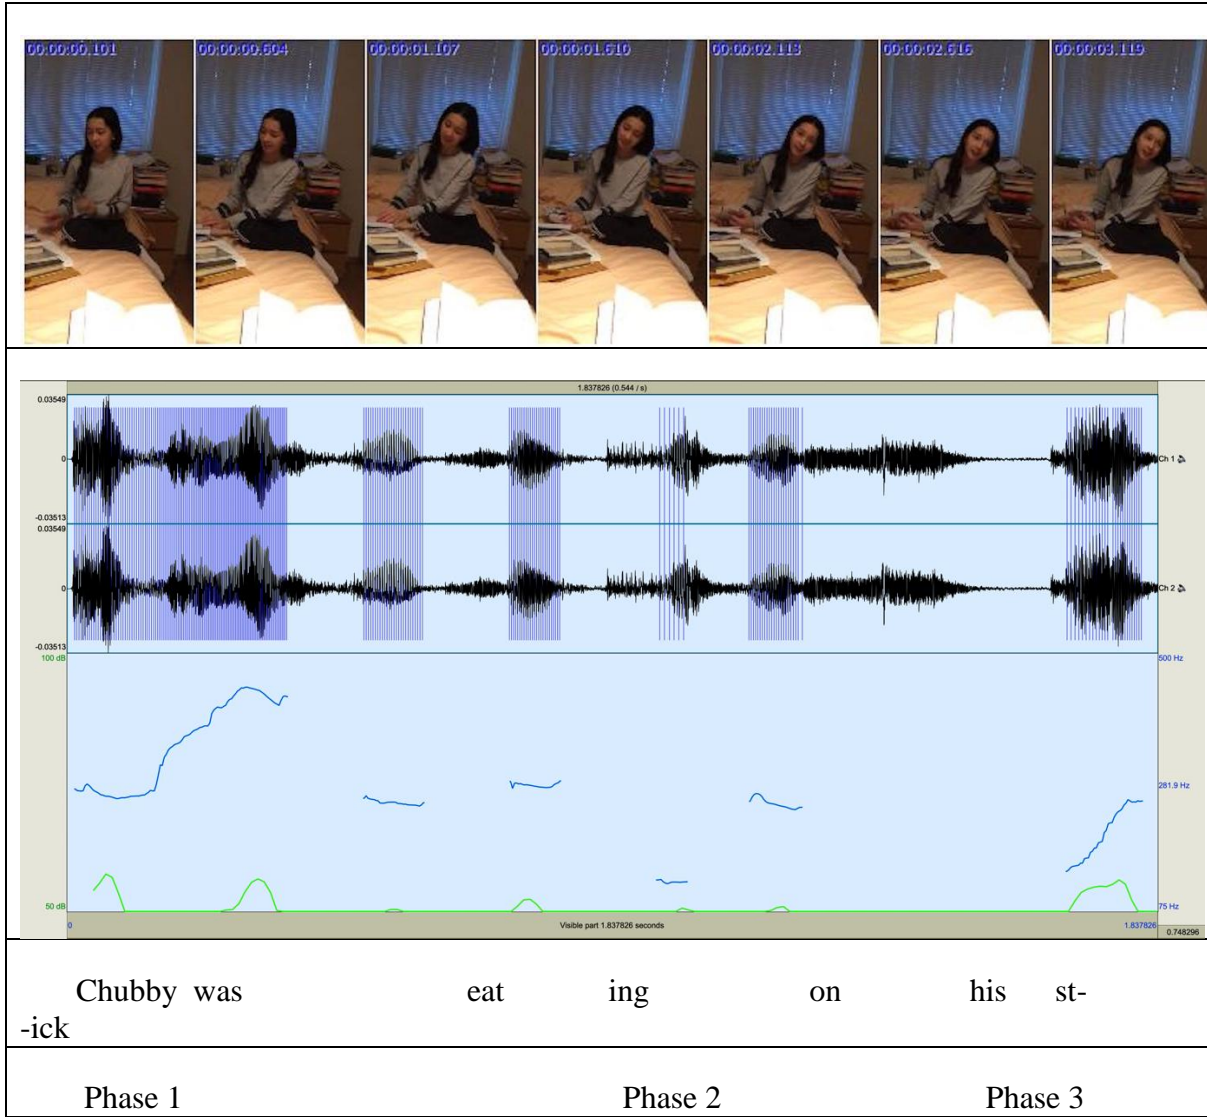 00:00:00.101 00:00:00.604 00:00:01.107 00:00:01.610 00:00:02.113 00:00:02.616 00:00:03.119
1.837826 (0.544 / s)
0.03549
0
Ch 1
-0.03513
0.03549
0
Ch 2
-0.03513
100 dB 500 Hz
281.9 Hz
50 dB 75 Hz
0 Visible part 1.837826 seconds 1.837826
0.748296
Chubby was eat ing on his st-
-ick
Phase 1 Phase 2 Phase 3